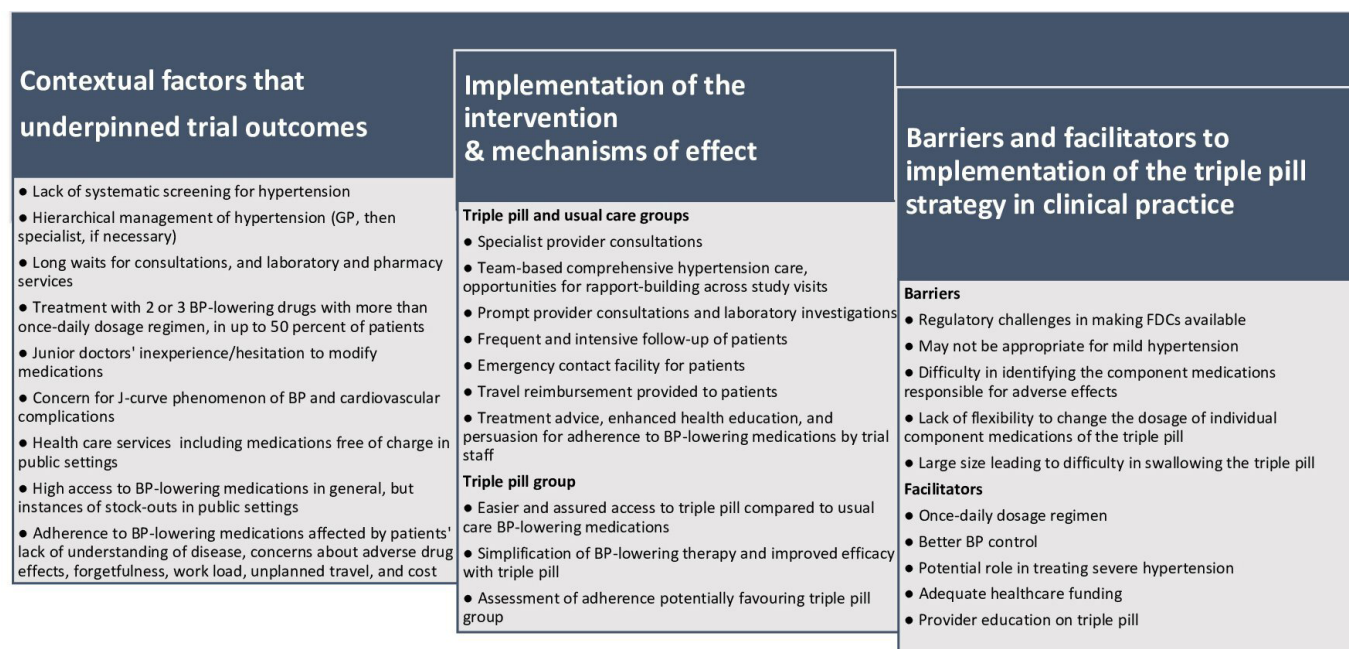 Contextual factors that
underpinned trial outcomes
● Lack of systematic screening for hypertension
● Hierarchical management of hypertension (GP, then
specialist, if necessary)
● Long waits for consultations, and laboratory and pharmacy
services
● Treatment with 2 or 3 BP-lowering drugs with more than
once-daily dosage regimen, in up to 50 percent of patients
● Junior doctors' inexperience/hesitation to modify
medications
● Concern for J-curve phenomenon of BP and cardiovascular
complications
● Health care services including medications free of charge in
public settings
● High access to BP-lowering medications in general, but
instances of stock-outs in public settings
● Adherence to BP-lowering medications affected by patients'
lack of understanding of disease, concerns about adverse drug
effects, forgetfulness, work load, unplanned travel, and cost
Implementation of the
intervention
& mechanisms of effect
Triple pill and usual care groups
● Specialist provider consultations
● Team-based comprehensive hypertension care,
opportunities for rapport-building across study visits
● Prompt provider consultations and laboratory investigations
● Frequent and intensive follow-up of patients
● Emergency contact facility for patients
● Travel reimbursement provided to patients
● Treatment advice, enhanced health education, and
persuasion for adherence to BP-lowering medications by trial
staff
Triple pill group
● Easier and assured access to triple pill compared to usual
care BP-lowering medications
● Simplification of BP-lowering therapy and improved efficacy
with triple pill
● Assessment of adherence potentially favouring triple pill
group
Barriers and facilitators to
implementation of the triple pill
strategy in clinical practice
Barriers
● Regulatory challenges in making FDCs available
● May not be appropriate for mild hypertension
● Difficulty in identifying the component medications
responsible for adverse effects
● Lack of flexibility to change the dosage of individual
component medications of the triple pill
● Large size leading to difficulty in swallowing the triple pill
Facilitators
● Once-daily dosage regimen
● Better BP control
● Potential role in treating severe hypertension
● Adequate healthcare funding
● Provider education on triple pill